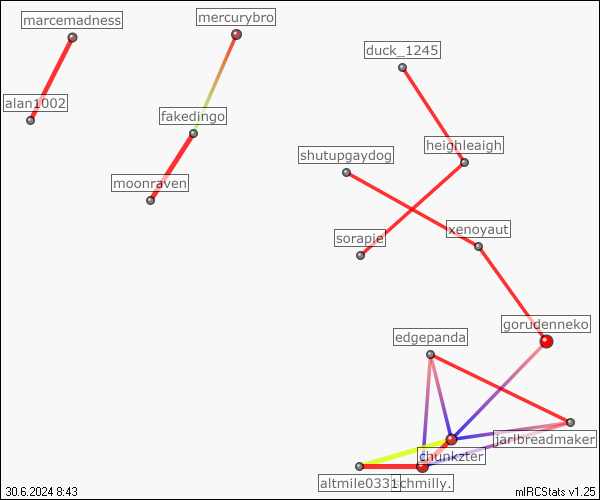 marcemadness
mercurybro
duck_1245
alan1002
fakedingo
heighleaigh
shutupgaydog
moonraven
sorapie
xenoyaut
gorudenneko
edgepanda
jarlbreadmaker
chunkzter
altmile0331
schmilly.
30.6.2024 8:43
mIRCStats v1.25